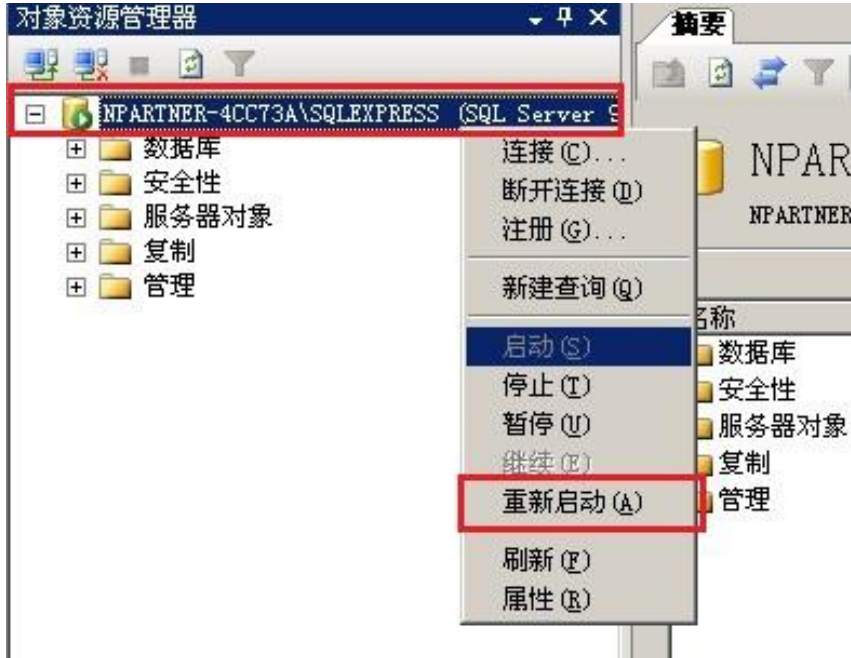 对象资源管理器
摘要
NPARTNER-4CC73A\SQLEXPRESS (SQL Server 9
数据库
安全性
服务器对象
复制
管理
连接(C)...
断开连接(D)
注册(G)...
新建查询(Q)
启动(S)
停止(T)
暂停(U)
继续(E)
重新启动(A)
刷新(F)
属性(R)
NPAR
NPARTNER
名称
数据库
安全性
服务器对象
复制
管理